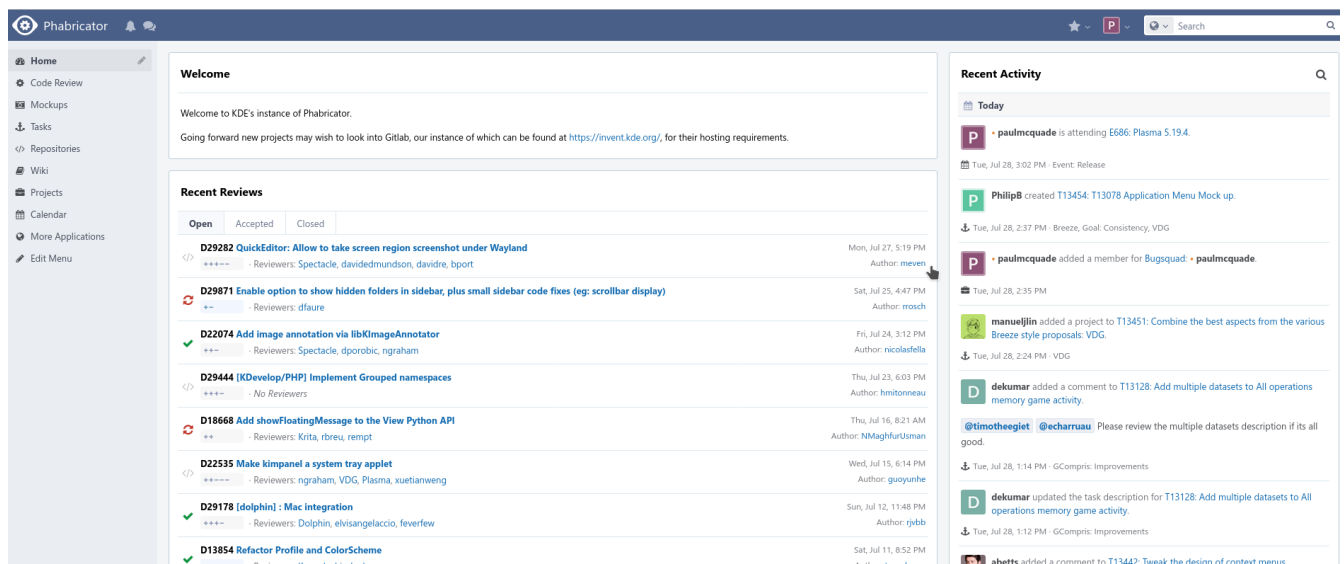 Phabricator
P
Search
Home
Code Review
Mockups
Tasks
Repositories
Wiki
Projects
Calendar
More Applications
Edit Menu
Welcome
Welcome to KDE's instance of Phabricator.
Going forward new projects may wish to look into Gitlab, our instance of which can be found at https://invent.kde.org/, for their hosting requirements.
Recent Reviews
Open Accepted Closed
D29282 QuickEditor: Allow to take screen region screenshot under Wayland Mon, Jul 27, 5:19 PM
+++-- · Reviewers: Spectacle, davidedmundson, davidre, bport Author: meven
D29871 Enable option to show hidden folders in sidebar, plus small sidebar code fixes (eg: scrollbar display) Sat, Jul 25, 4:47 PM
+- · Reviewers: dfaure Author: rrosch
D22074 Add image annotation via libKImageAnnotator Fri, Jul 24, 3:12 PM
++- · Reviewers: Spectacle, dporobic, ngraham Author: nicolasfella
D29444 [KDevelop/PHP] Implement Grouped namespaces Thu, Jul 23, 6:03 PM
+++- · No Reviewers Author: hmitonneau
D18668 Add showFloatingMessage to the View Python API Thu, Jul 16, 8:21 AM
++ · Reviewers: Krita, rbreu, rempt Author: NMaghfurUsman
D22535 Make kimpanel a system tray applet Wed, Jul 15, 6:14 PM
++--- · Reviewers: ngraham, VDG, Plasma, xuetianweng Author: guoyunhe
D29178 [dolphin] : Mac integration Sun, Jul 12, 11:48 PM
+++- · Reviewers: Dolphin, elvisangelaccio, feverfew Author: rjvbb
D13854 Refactor Profile and ColorScheme Sat, Jul 11, 8:52 PM
Recent Activity
Today
P
• paulmcquade is attending E686: Plasma 5.19.4.
Tue, Jul 28, 3:02 PM · Event: Release
P
PhilipB created T13454: T13078 Application Menu Mock up.
Tue, Jul 28, 2:37 PM · Breeze, Goal: Consistency, VDG
P
• paulmcquade added a member for Bugsquad: • paulmcquade.
Tue, Jul 28, 2:35 PM
manueljlin added a project to T13451: Combine the best aspects from the various
Breeze style proposals: VDG.
Tue, Jul 28, 2:24 PM · VDG
D
dekumar added a comment to T13128: Add multiple datasets to All operations
memory game activity.
@timotheegiet @echarruau Please review the multiple datasets description if its all
good.
Tue, Jul 28, 1:14 PM · GCompris: Improvements
D
dekumar updated the task description for T13128: Add multiple datasets to All
operations memory game activity.
Tue, Jul 28, 1:12 PM · GCompris: Improvements
abetts added a comment to T13442: Tweak the design of context menus